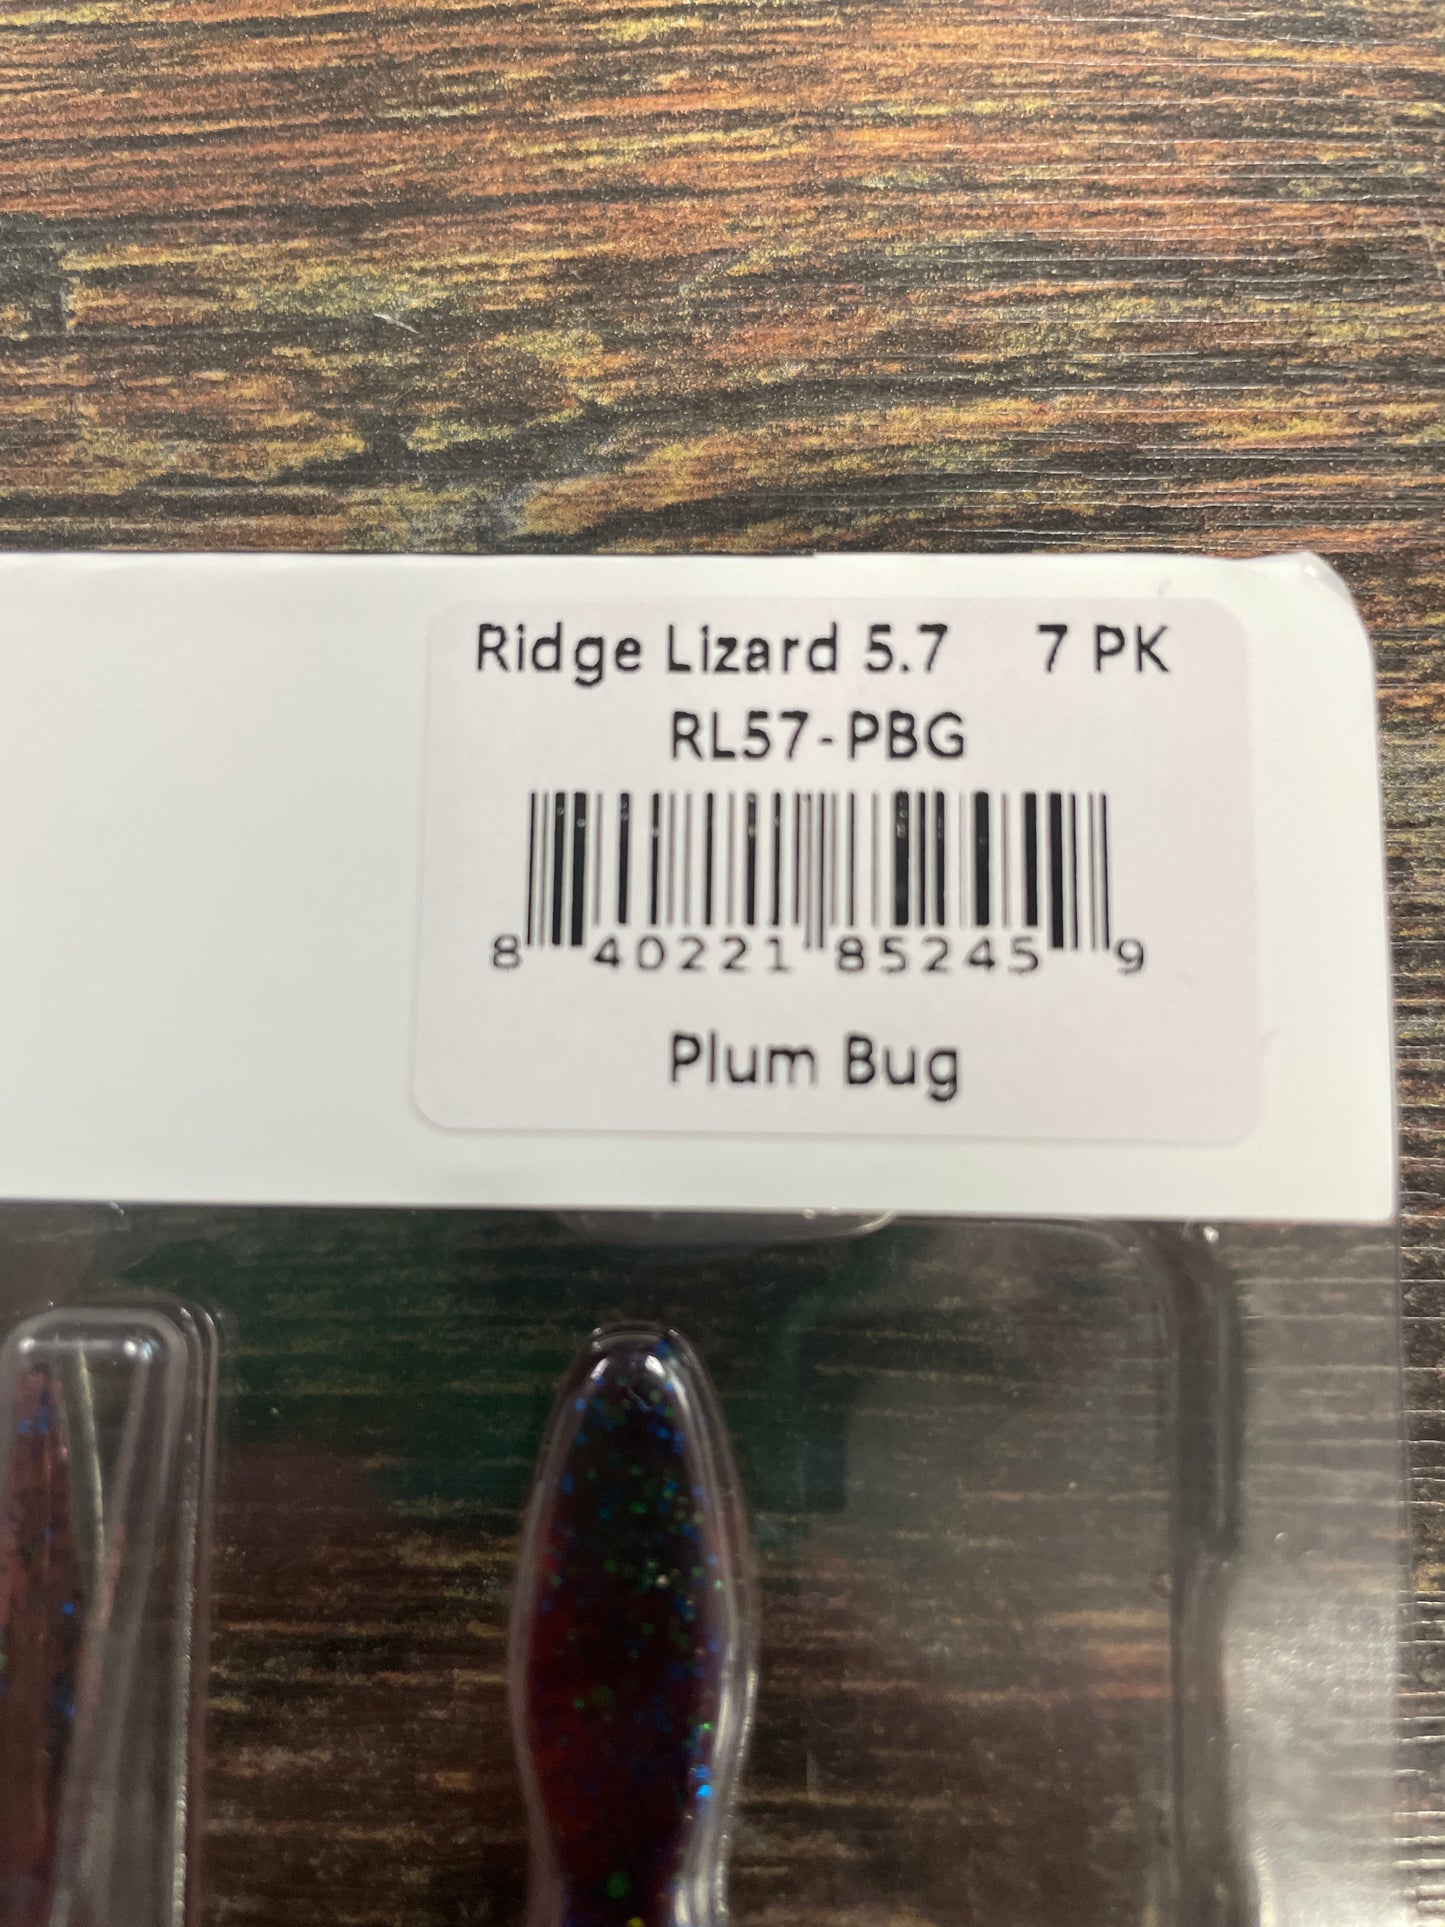 Ridge Lizard 5.7 7 PK
RL57-PBG
8 40221 85245 9
Plum Bug